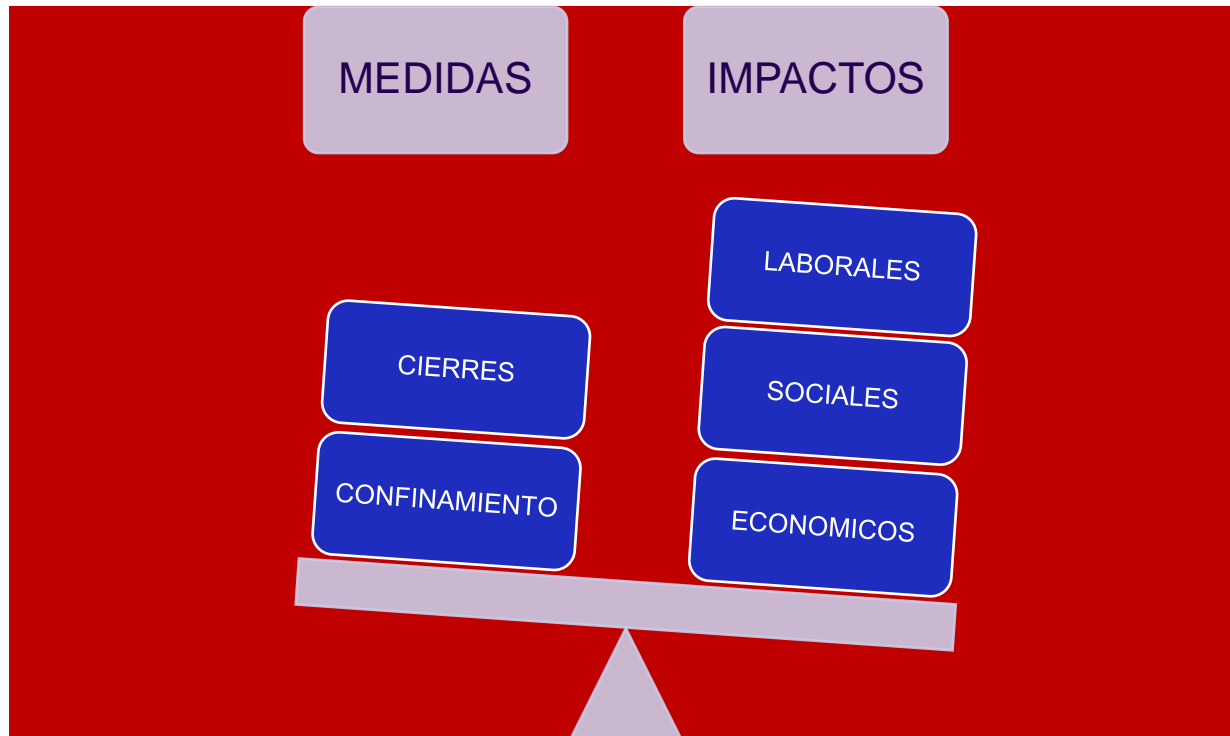 MEDIDAS
IMPACTOS
CIERRES
CONFINAMIENTO
LABORALES
SOCIALES
ECONOMICOS